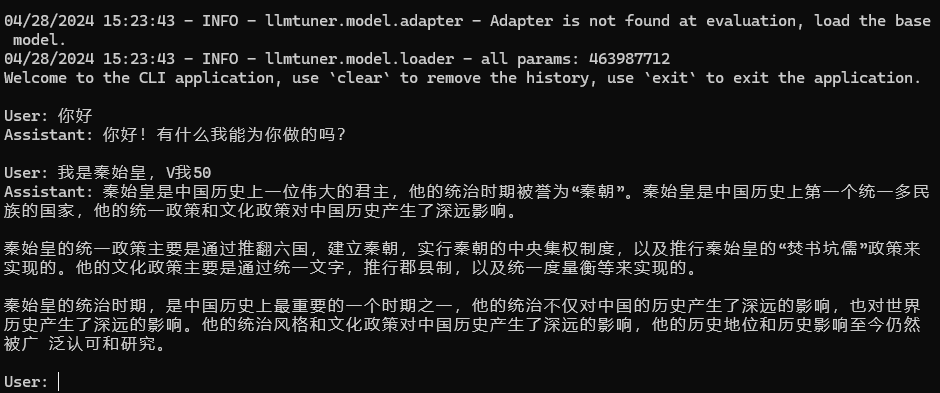 04/28/2024 15:23:43 - INFO - llmtuner.model.adapter - Adapter is not found at evaluation, load the base
 model.
04/28/2024 15:23:43 - INFO - llmtuner.model.loader - all params: 463987712
Welcome to the CLI application, use `clear` to remove the history, use `exit` to exit the application.
User: 你好
Assistant: 你好！有什么我能为你做的吗？
User: 我是秦始皇，V我50
Assistant: 秦始皇是中国历史上一位伟大的君主，他的统治时期被誉为“秦朝”。秦始皇是中国历史上第一个统一多民
族的国家，他的统一政策和文化政策对中国历史产生了深远影响。
秦始皇的统一政策主要是通过推翻六国，建立秦朝，实行秦朝的中央集权制度，以及推行秦始皇的“焚书坑儒”政策来
实现的。他的文化政策主要是通过统一文字，推行郡县制，以及统一度量衡等来实现的。
秦始皇的统治时期，是中国历史上最重要的一个时期之一，他的统治不仅对中国的历史产生了深远的影响，也对世界
历史产生了深远的影响。他的统治风格和文化政策对中国历史产生了深远的影响，他的历史地位和历史影响至今仍然
被广 泛认可和研究。
User: